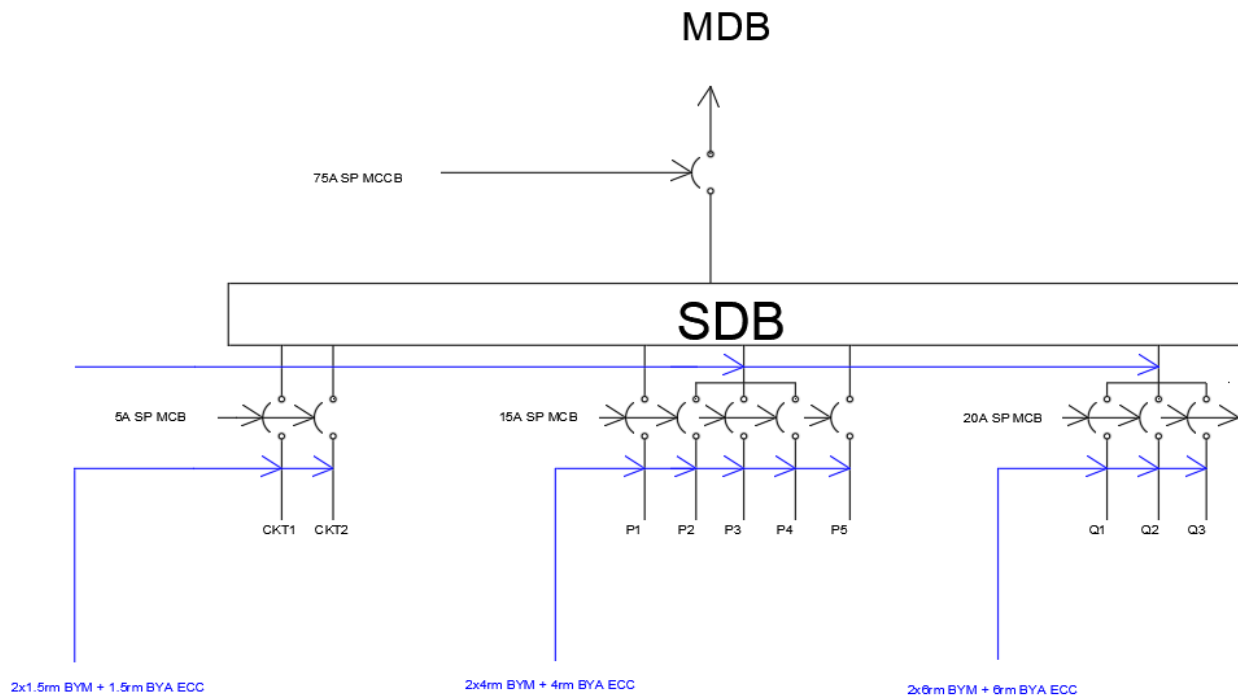 MDB
75A SP MCCB
SDB
5A SP MCB
15A SP MCB
20A SP MCB
CKT1
CKT2
P1
P2
P3
P4
P5
Q1
Q2
Q3
2x1.5rm BYM + 1.5rm BYA ECC
2x4rm BYM + 4rm BYA ECC
2x6rm BYM + 6rm BYA ECC